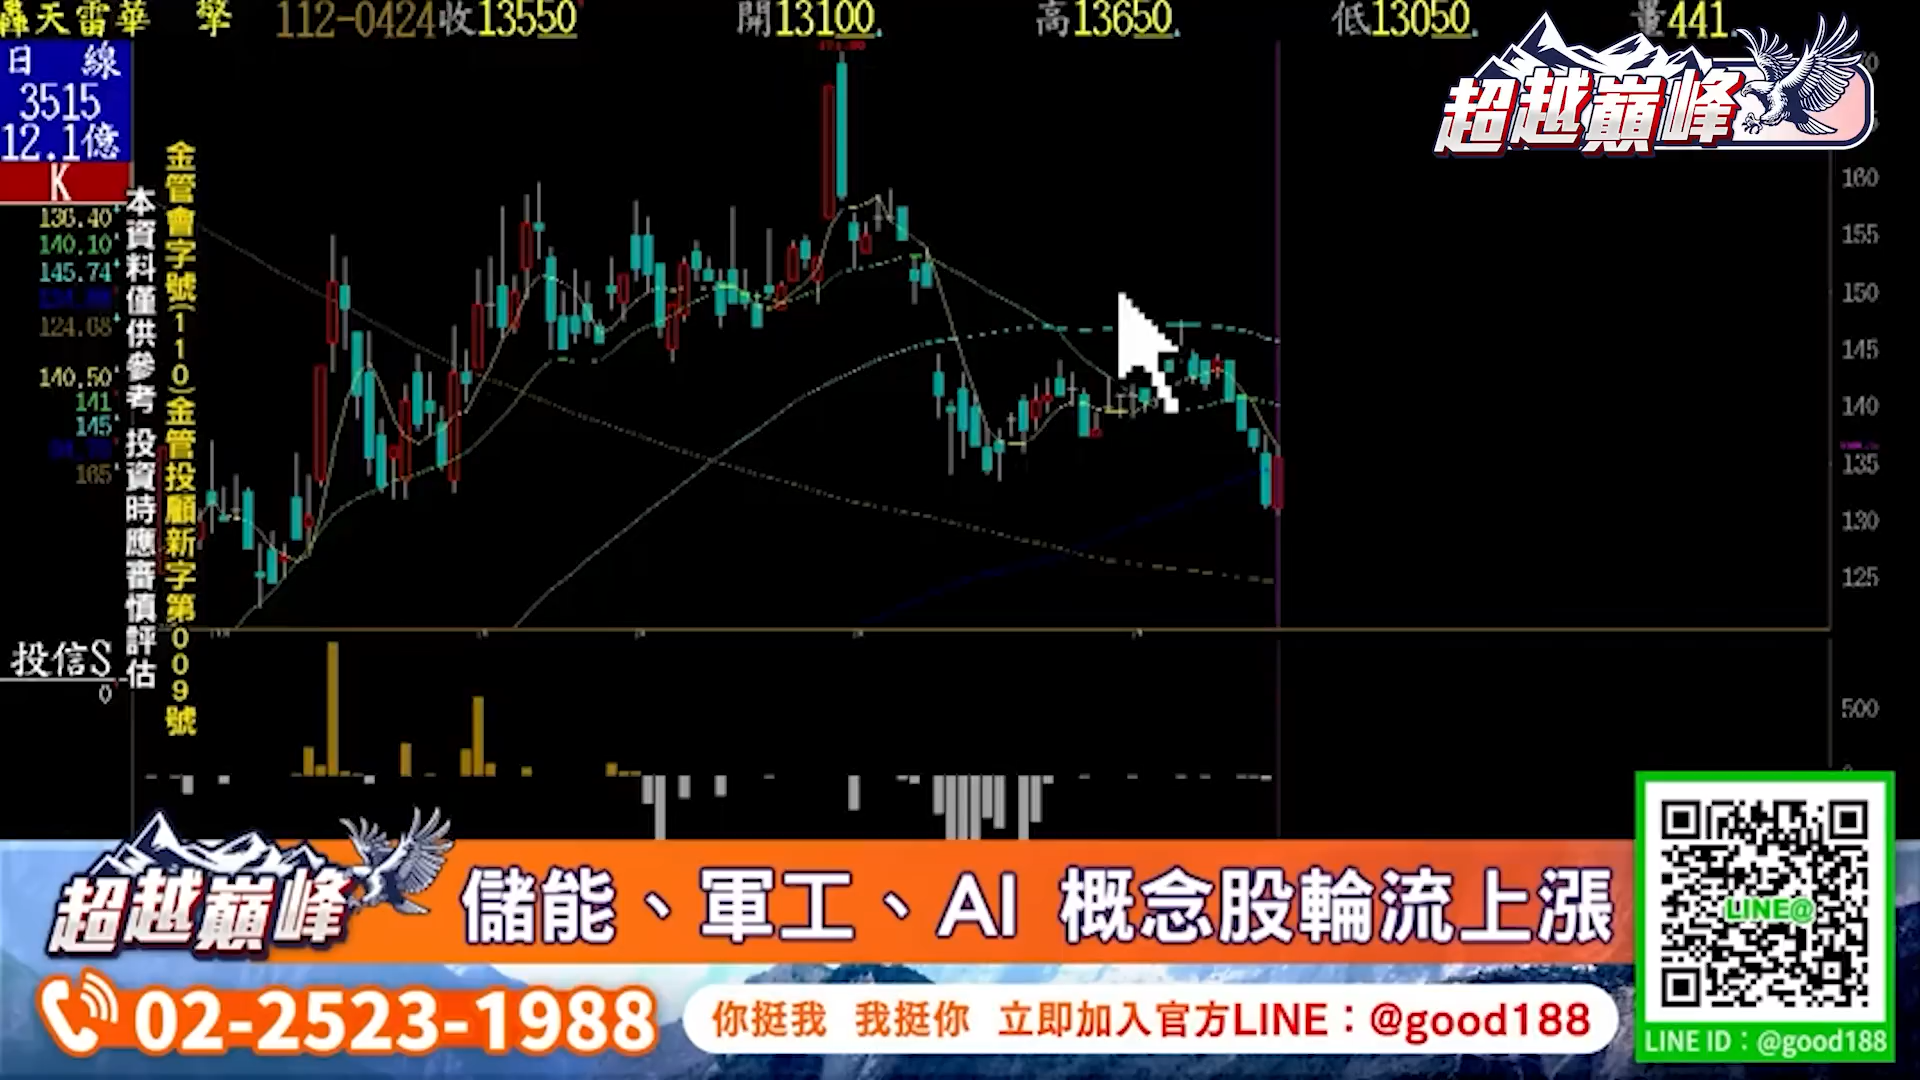 轟天雷華 擎 112-0424收13550 開13100. 高13650. 低13050. 量441.
日 線
3515
12.1億
K
136.40
140.10
145.74
124.08
140.50
141
145
165
本資料僅供參考 投資時應審慎評估
金管會字號(110)金管投顧新字第009號
超越巔峰
160
155
150
145
140
135
130
125
投信S
0
500
超越巔峰
儲能、軍工、AI 概念股輪流上漲
02-2523-1988
你挺我 我挺你 立即加入官方LINE:@good188
LINE@
LINE ID:@good188